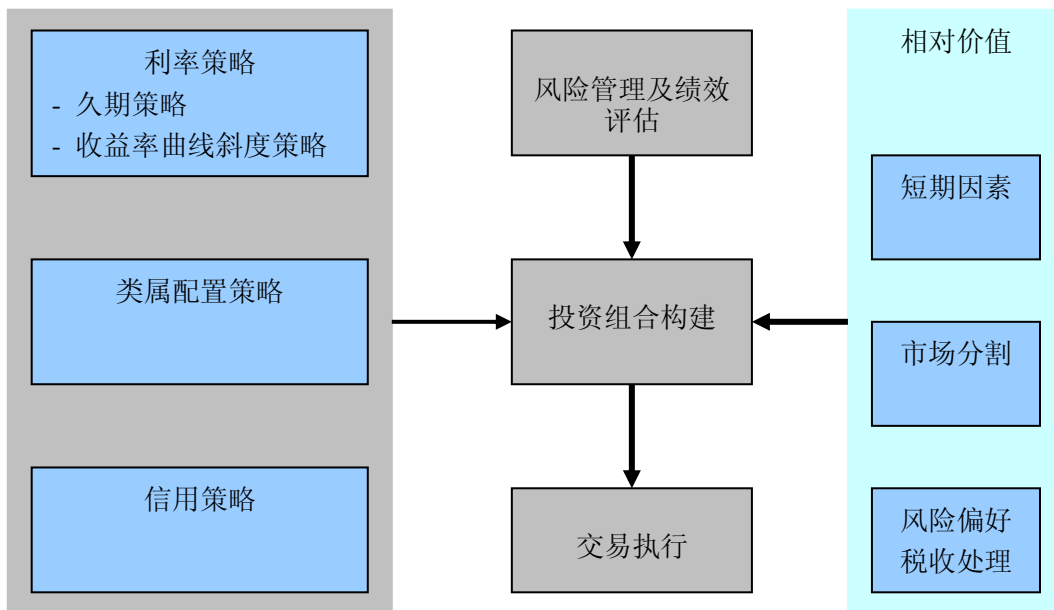 利率策略
- 久期策略
- 收益率曲线斜度策略
类属配置策略
信用策略
风险管理及绩效
评估
投资组合构建
交易执行
相对价值
短期因素
市场分割
风险偏好
税收处理